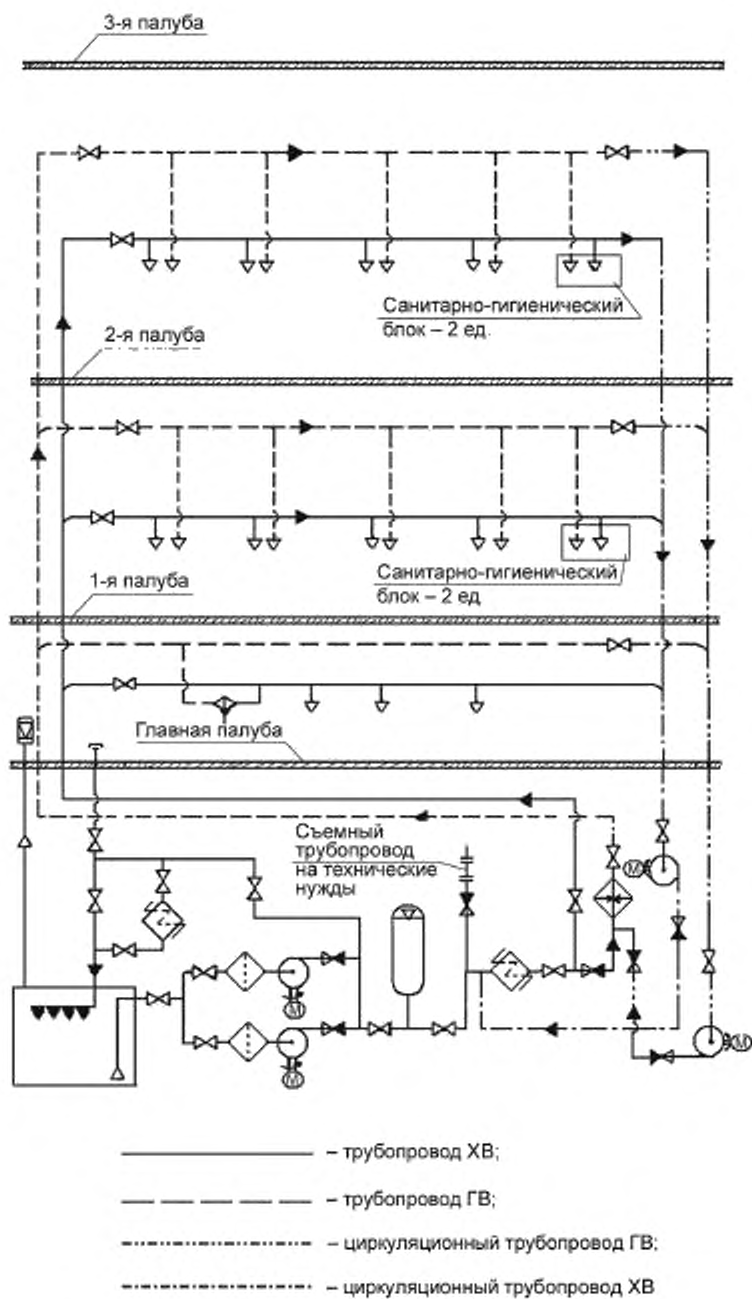 3-я палуба
Санитарно-гигиенический
блок – 2 ед.
2-я палуба
Санитарно-гигиенический
блок – 2 ед
1-я палуба
Главная палуба
Съемный
трубопровод
на технические
нужды
М
М
М
М
– трубопровод ХВ;
– трубопровод ГВ;
– циркуляционный трубопровод ГВ;
– циркуляционный трубопровод ХВ